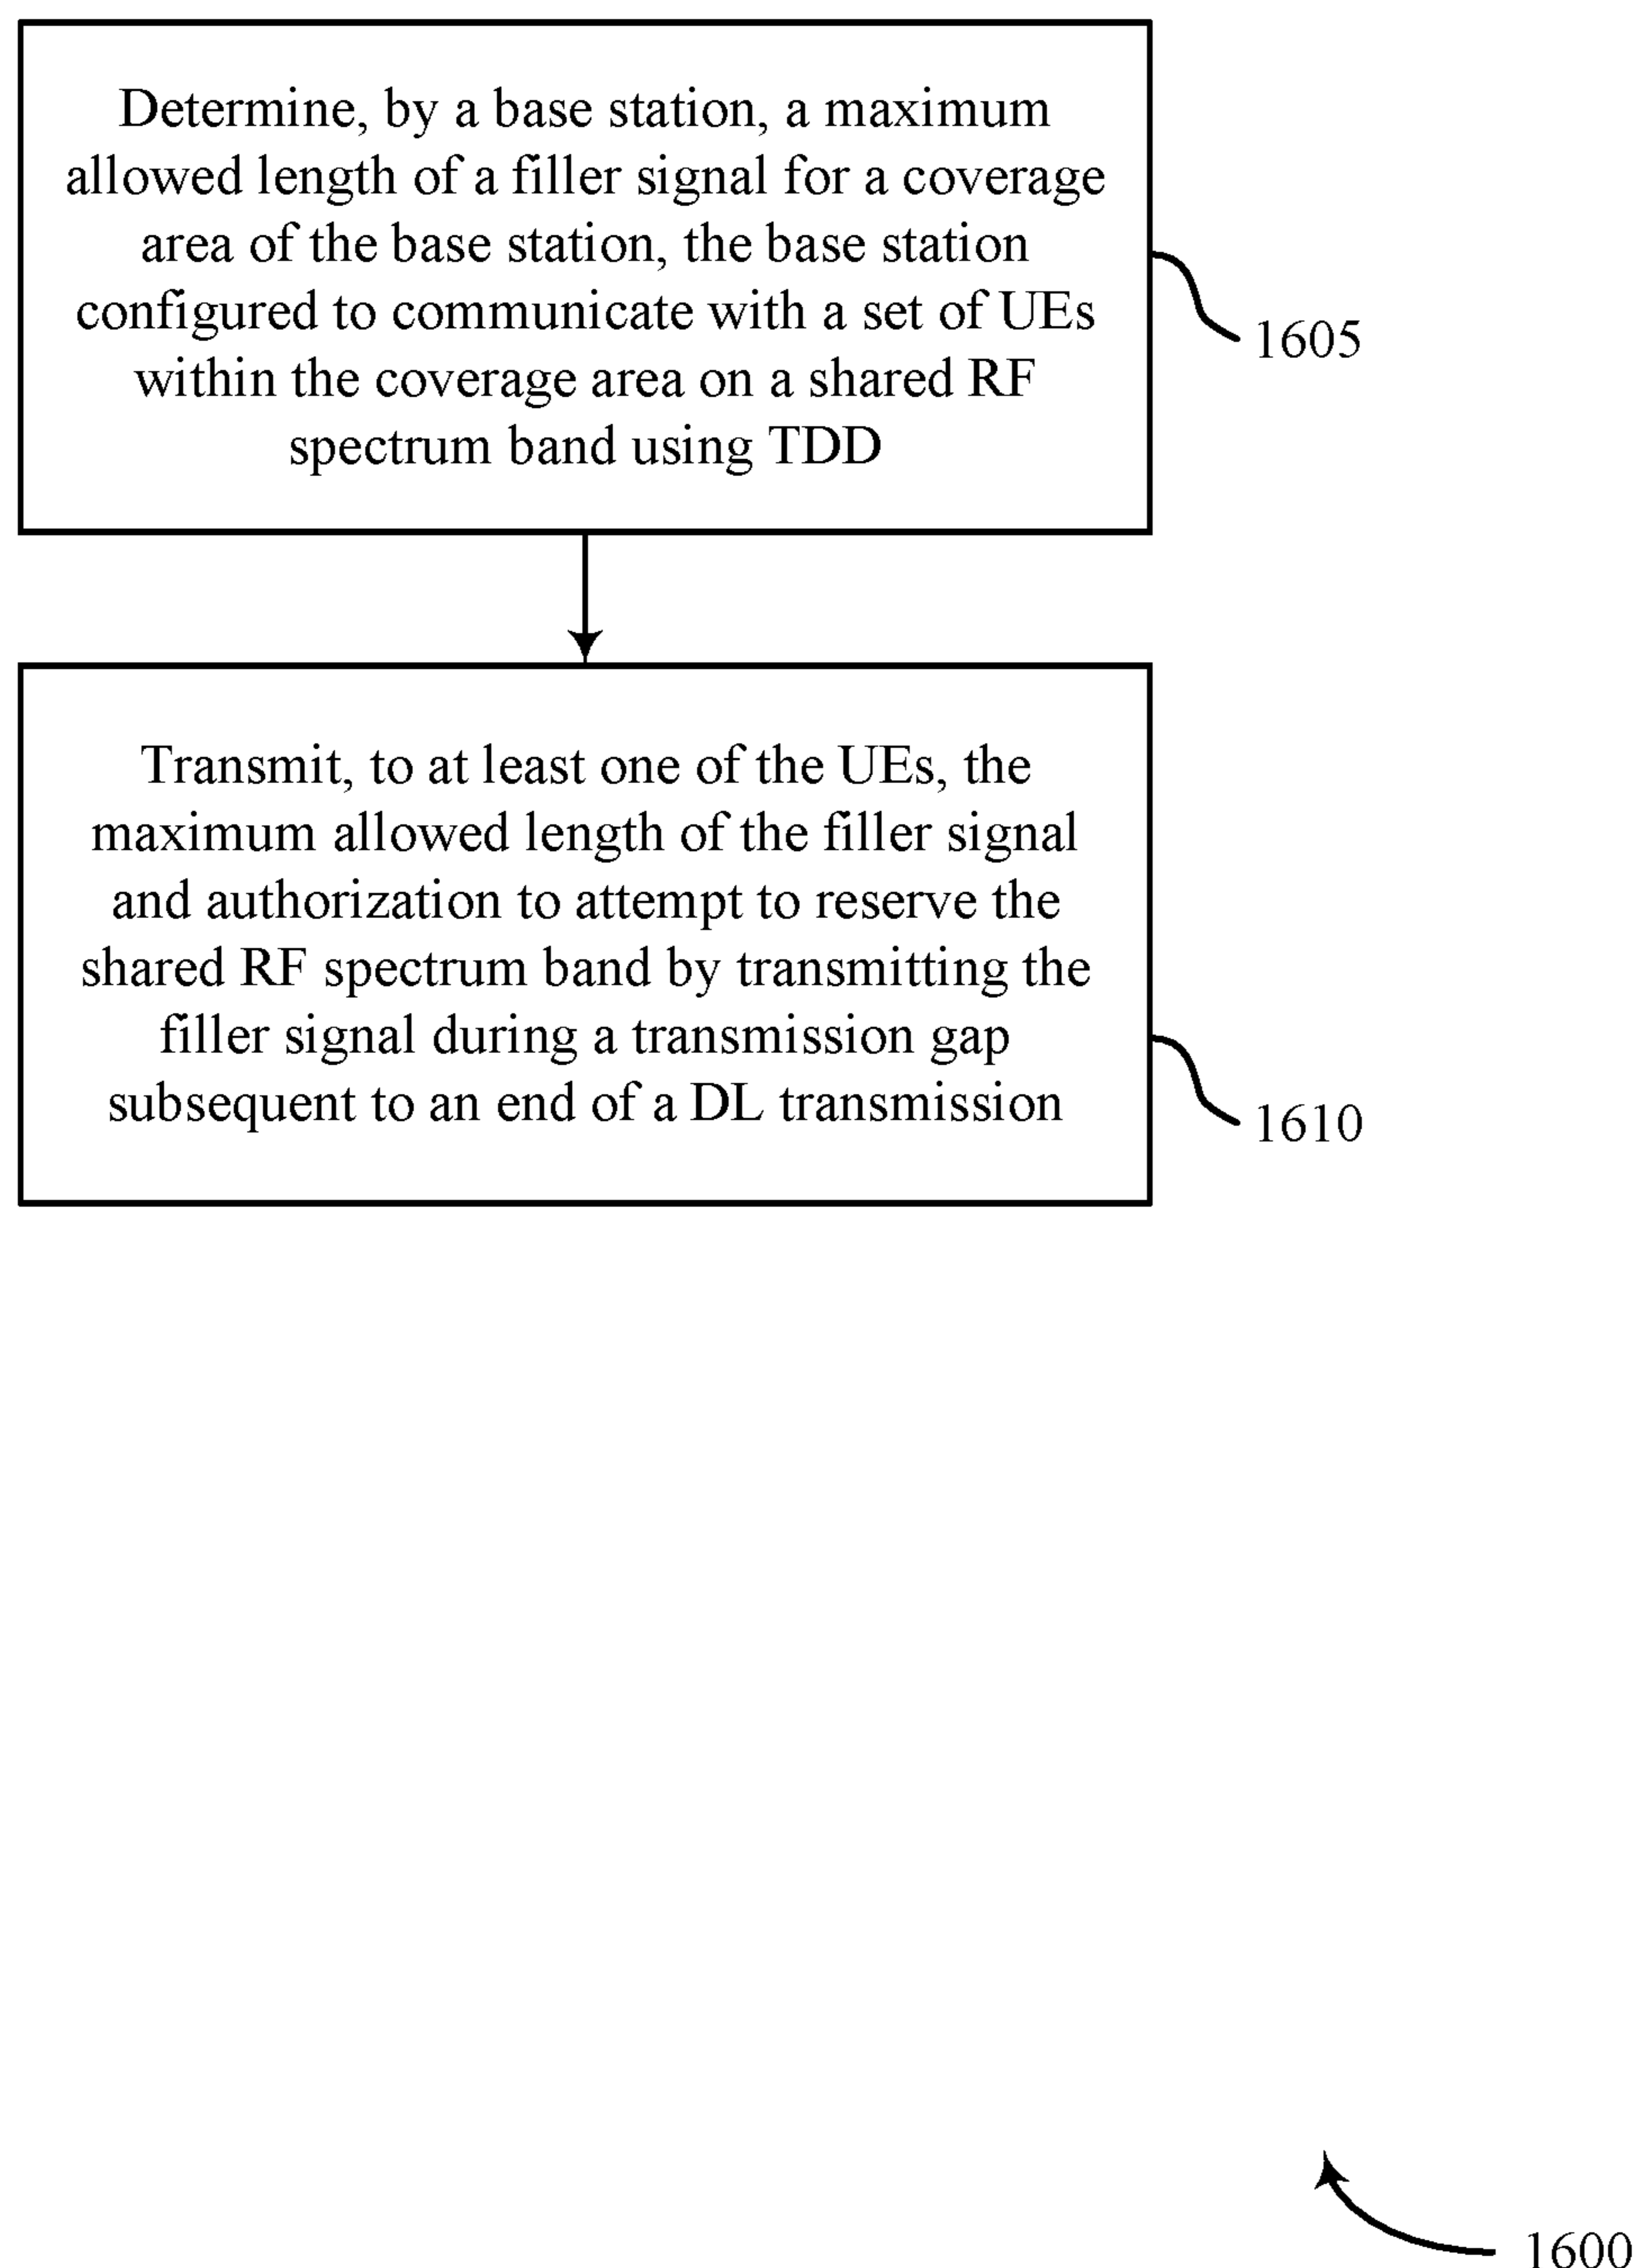 Determine, by a base station, a maximum
allowed length of a filler signal for a coverage
area of the base station, the base station
configured to communicate with a set of UEs
within the coverage area on a shared RF
spectrum band using TDD
1605
Transmit, to at least one of the UEs, the
maximum allowed length of the filler signal
and authorization to attempt to reserve the
shared RF spectrum band by transmitting the
filler signal during a transmission gap
subsequent to an end of a DL transmission
1610
1600